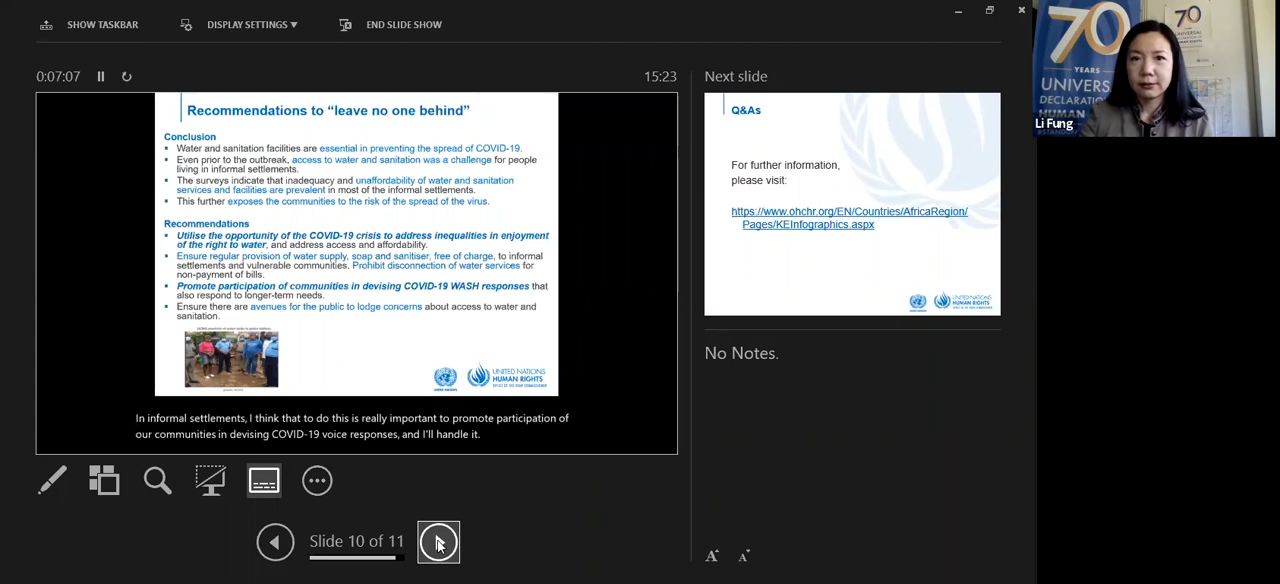 SHOW TASKBAR
DISPLAY SETTINGS ▼
END SLIDE SHOW
0:07:07
15:23
Recommendations to “leave no one behind”
Conclusion
▪ Water and sanitation facilities are essential in preventing the spread of COVID-19.
▪ Even prior to the outbreak, access to water and sanitation was a challenge for people
living in informal settlements.
▪ The surveys indicate that inadequacy and unaffordability of water and sanitation
services and facilities are prevalent in most of the informal settlements.
▪ This further exposes the communities to the risk of the spread of the virus.
Recommendations
▪ Utilise the opportunity of the COVID-19 crisis to address inequalities in enjoyment
of the right to water, and address access and affordability.
▪ Ensure regular provision of water supply, soap and sanitiser, free of charge, to informal
settlements and vulnerable communities. Prohibit disconnection of water services for
non-payment of bills.
▪ Promote participation of communities in devising COVID-19 WASH responses that
also respond to longer-term needs.
▪ Ensure there are avenues for the public to lodge concerns about access to water and
sanitation.
UNITED NATIONS
HUMAN RIGHTS
In informal settlements, I think that to do this is really important to promote participation of
our communities in devising COVID-19 voice responses, and I'll handle it.
Slide 10 of 11
Next slide
Q&As
For further information,
please visit:
https://www.ohchr.org/EN/Countries/AfricaRegion/
Pages/KEInfographics.aspx
UNITED NATIONS
HUMAN RIGHTS
No Notes.
A
A
70
YEARS
UNIVERS
DECLARATION
HUMAN
70
Li Fung